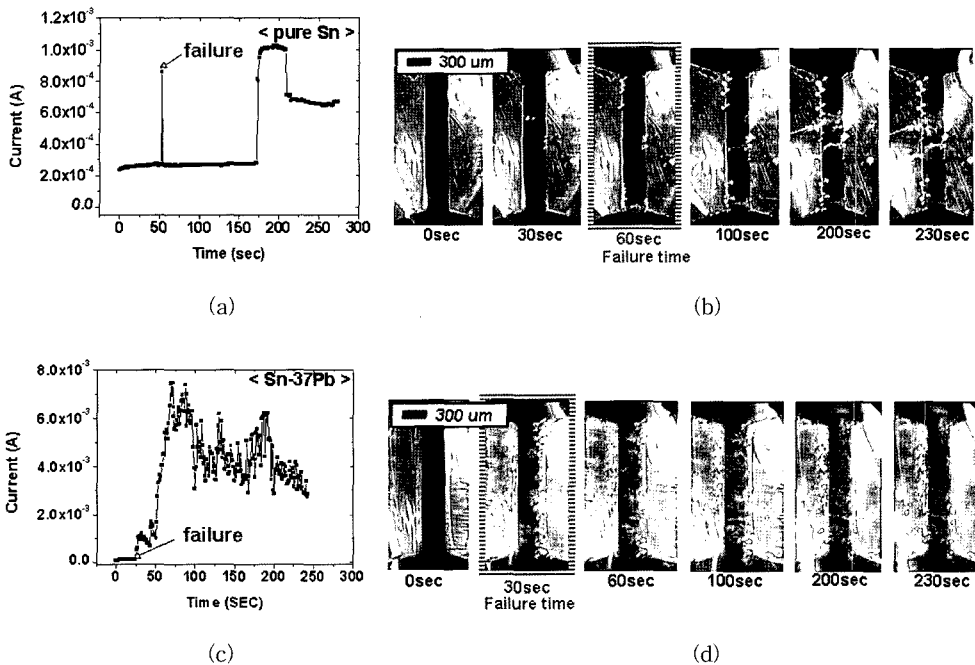 1.2x10⁻³
1.0x10⁻³
8.0x10⁻⁴
6.0x10⁻⁴
4.0x10⁻⁴
2.0x10⁻⁴
0.0
Current (A)
< pure Sn >
failure
0 50 100 150 200 250 300
Time (sec)
(a)
300 um
0sec
30sec
60sec
Failure time
100sec
200sec
230sec
(b)
8.0x10⁻³
6.0x10⁻³
4.0x10⁻³
2.0x10⁻³
0.0
Current (A)
< Sn-37Pb >
failure
0 50 100 150 200 250 300
Time (SEC)
(c)
300 um
0sec
30sec
Failure time
60sec
100sec
200sec
230sec
(d)